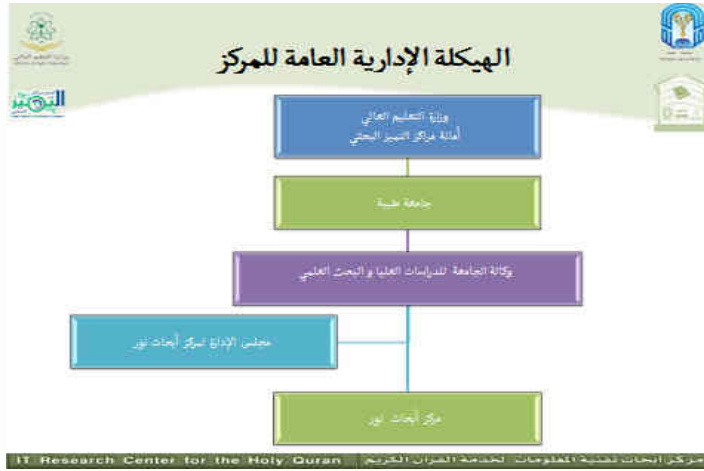 الهيكلة الإدارية العامة للمركز
وزارة التعليم العالي
أمانة مراكز التميز البحثي
جامعة طيبة
وكالة الجامعة للدراسات العليا و البحث العلمي
مجلس الإدارة لمركز أبحاث نور
مركز أبحاث نور
مركز أبحاث تقنية المعلومات لخدمة القرآن الكريم
IT Research Center for the Holy Quran